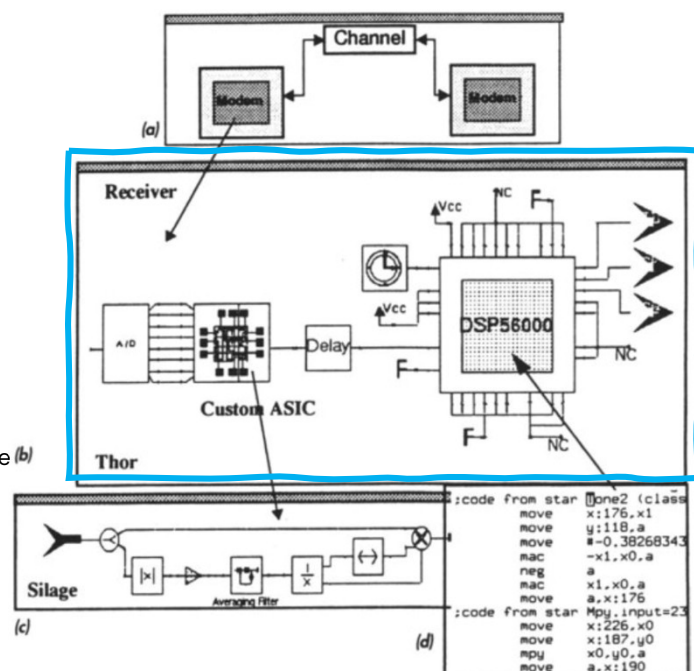 Channel
Modem
Modem
(a)
Receiver
Vcc
NC
F
A/D
Custom ASIC
Delay
Vcc
DSP56000
F
NC
F
NC
e (b)
Thor
;code from star Tone2 (class
move x:176,x1
move y:118,a
move #-0.38268343
mac -x1,x0,a
neg a
mac x1,x0,a
move a,x:176
;code from star Mpy.input=23
move x:226,x0
move x:187,y0
mpy x0,y0,a
move a,x:190
|x|
1
x
(--)
Averaging Filter
Silage
(c)
(d)